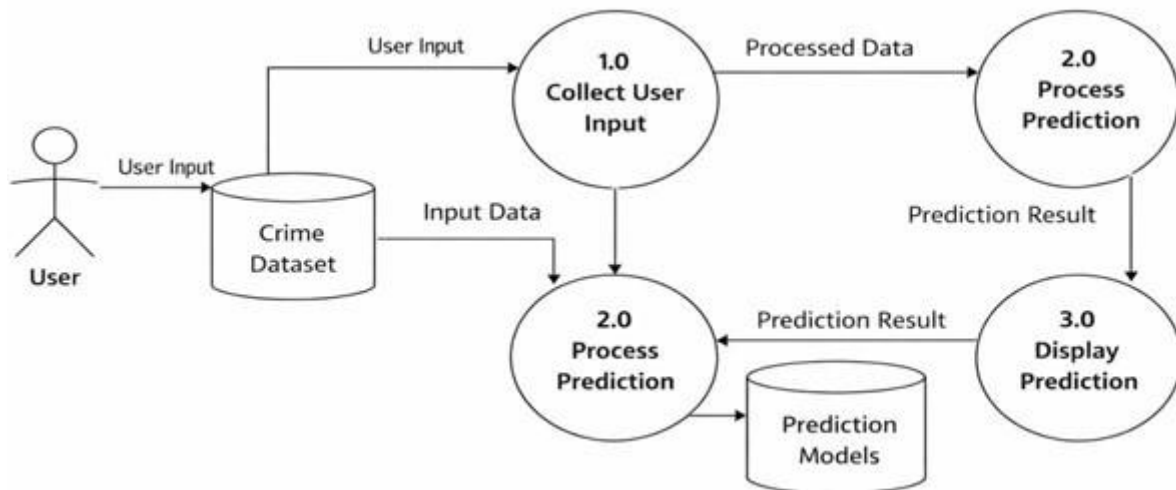 User Input
1.0
Collect User
Input
Processed Data
2.0
Process
Prediction
User Input
User
Crime
Dataset
Input Data
Prediction Result
2.0
Process
Prediction
Prediction Result
3.0
Display
Prediction
Prediction
Models